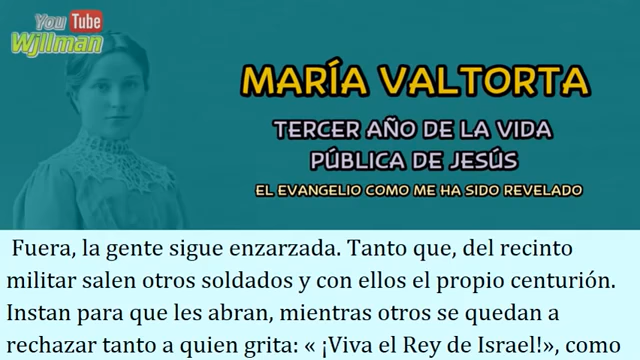 You Tube
Wjllman
MARÍA VALTORTA
TERCER AÑO DE LA VIDA
PÚBLICA DE JESÚS
EL EVANGELIO COMO ME HA SIDO REVELADO
Fuera, la gente sigue enzarzada. Tanto que, del recinto
militar salen otros soldados y con ellos el propio centurión.
Instan para que les abran, mientras otros se quedan a
rechazar tanto a quien grita: « ¡Viva el Rey de Israel!», como